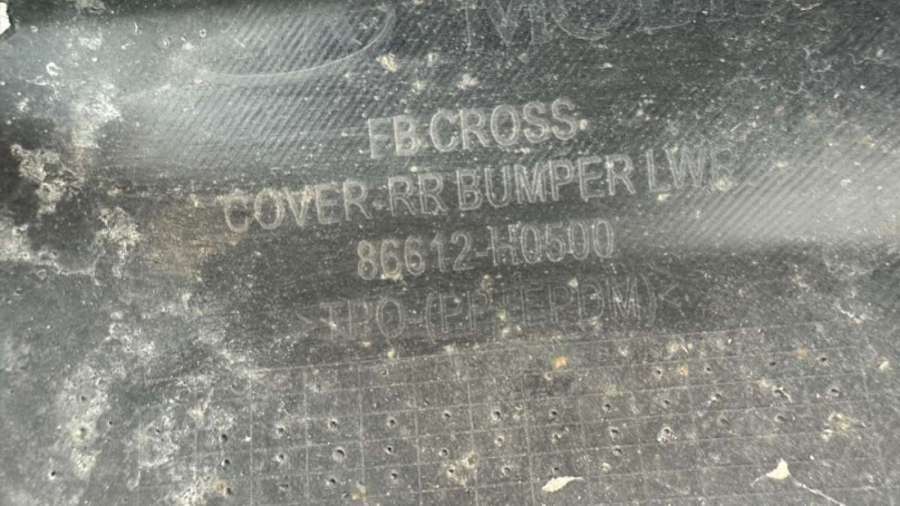 FB CROSS
COVER-RR BUMPER LWR
86612-H0500
>TPO-(PP+EPDM)<